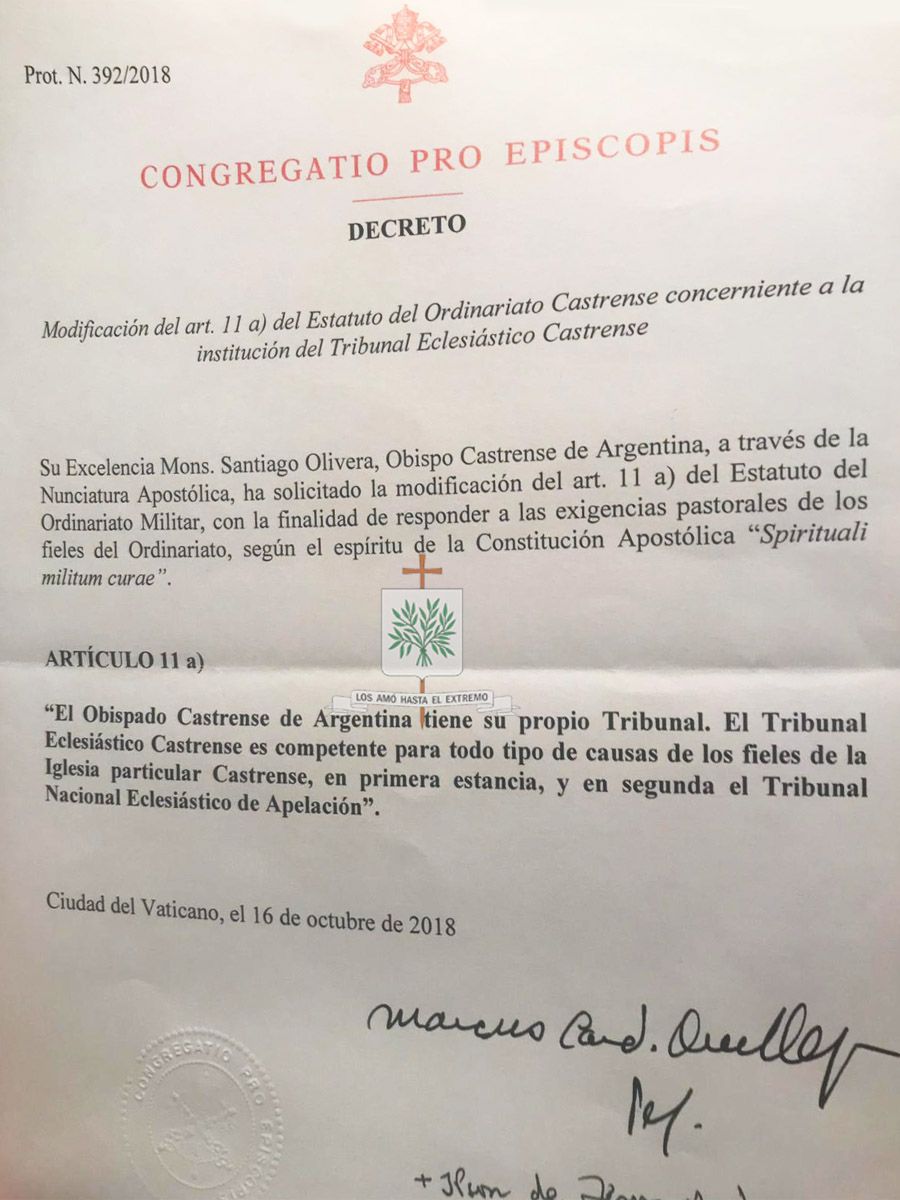 Prot. N. 392/2018
CONGREGATIO PRO EPISCOPIS
DECRETO
Modificación del art. 11 a) del Estatuto del Ordinariato Castrense concerniente a la
institución del Tribunal Eclesiástico Castrense
Su Excelencia Mons. Santiago Olivera, Obispo Castrense de Argentina, a través de la
Nunciatura Apostólica, ha solicitado la modificación del art. 11 a) del Estatuto del
Ordinariato Militar, con la finalidad de responder a las exigencias pastorales de los
fieles del Ordinariato, según el espíritu de la Constitución Apostólica “Spirituali
militum curae”.
ARTÍCULO 11 a)
LOS AMÓ HASTA EL EXTREMO
“El Obispado Castrense de Argentina tiene su propio Tribunal. El Tribunal
Eclesiástico Castrense es competente para todo tipo de causas de los fieles de la
Iglesia particular Castrense, en primera estancia, y en segunda el Tribunal
Nacional Eclesiástico de Apelación”.
Ciudad del Vaticano, el 16 de octubre de 2018
Marcus Card. Ouellet
Pref.
CONGREGATIO PRO EPISCOPIS
+ de